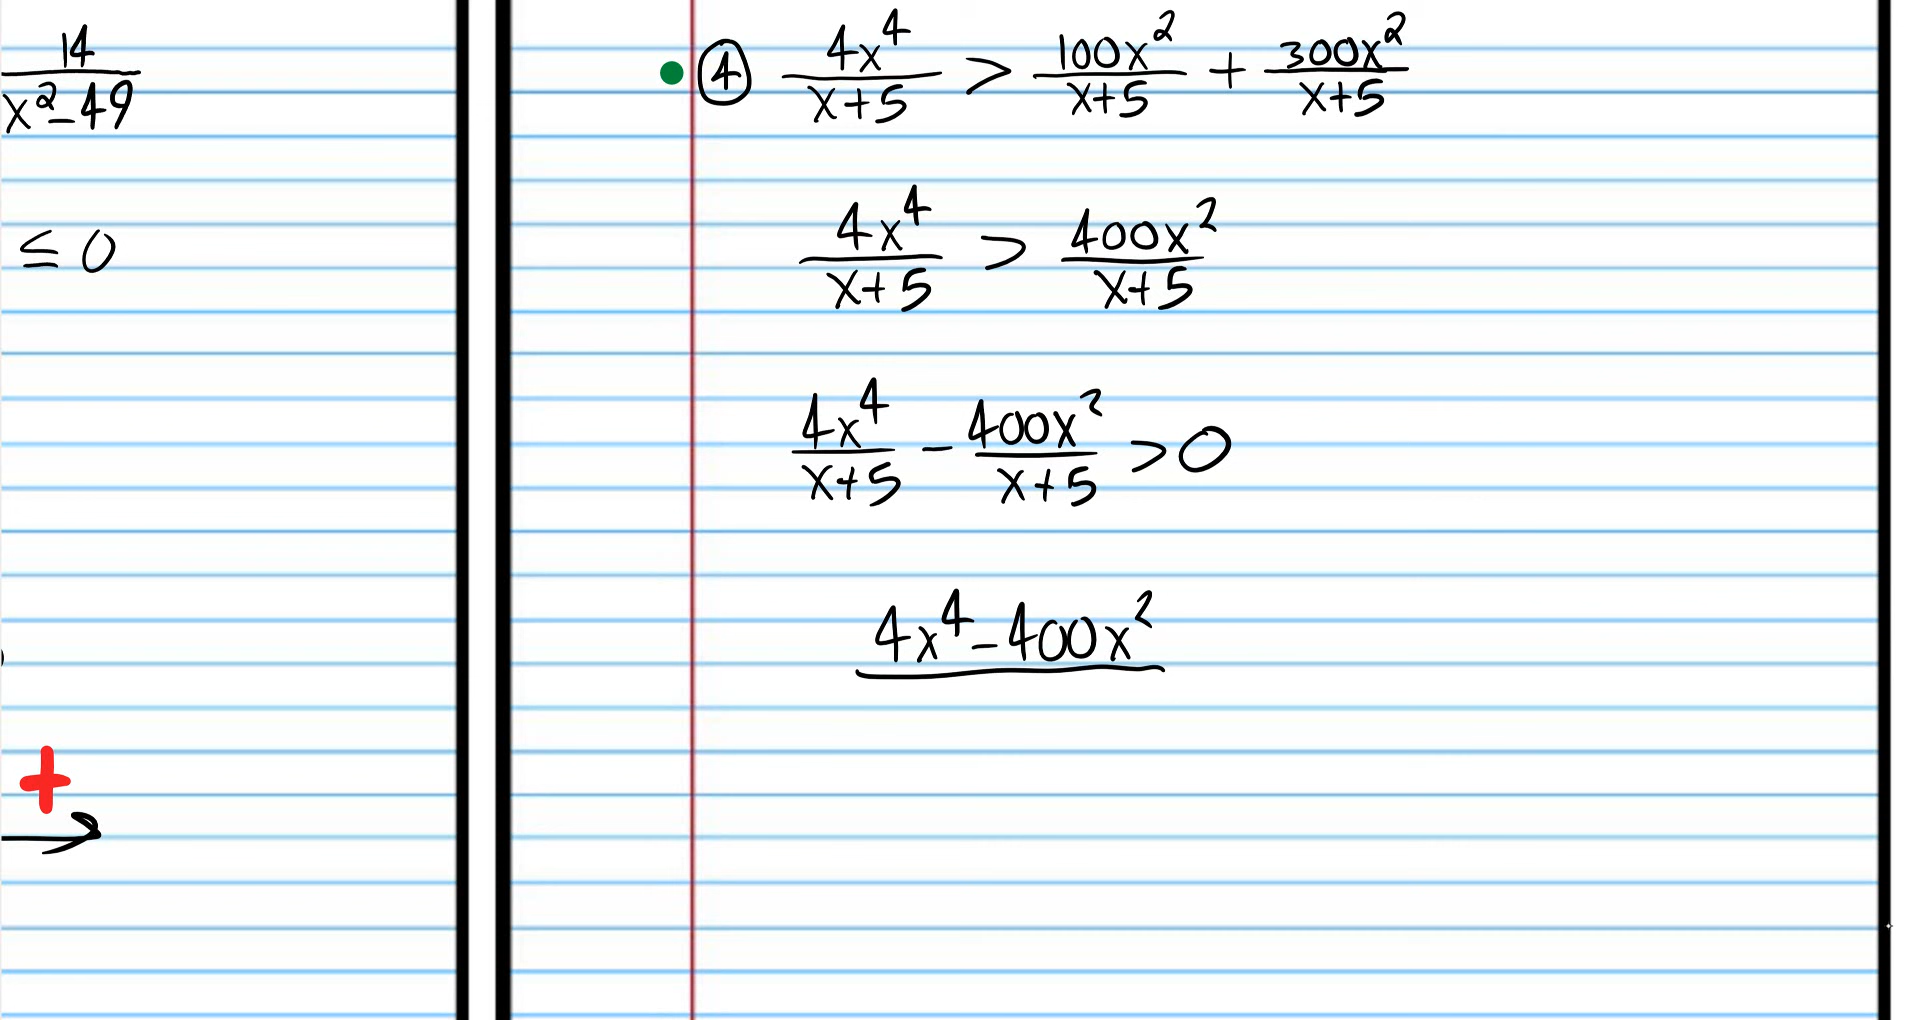 14/(x²-49)
≤ 0
+
④ 4x⁴/(x+5) > 100x²/(x+5) + 300x²/(x+5)
4x⁴/(x+5) > 400x²/(x+5)
4x⁴/(x+5) - 400x²/(x+5) > 0
4x⁴-400x²